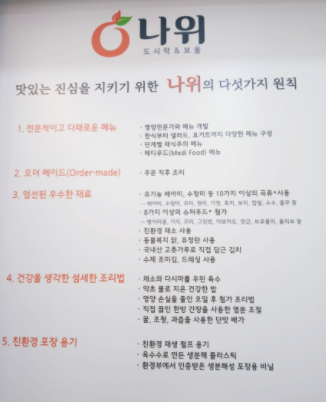 나위
도시락 & 보울
맛있는 진심을 지키기 위한 나위의 다섯가지 원칙
1. 전문적이고 다채로운 메뉴
· 영양전문가와 메뉴 개발
· 한식부터 샐러드, 요거트까지 다양한 메뉴 구성
· 단계별 채식주의 메뉴
· 메디푸드(Medi Food) 메뉴
2. 오더 메이드(Order-made)
· 주문 직후 조리
3. 엄선된 우수한 재료
· 유기농 배아미, 수향미 등 10가지 이상의 곡류* 사용
· 8가지 이상의 슈퍼푸드* 첨가
· 친환경 채소 사용
· 동물복지 닭, 유정란 사용
· 국내산 고춧가루로 직접 담근 김치
· 수제 조미김, 드레싱 사용
4. 건강을 생각한 섬세한 조리법
· 채소와 다시마를 우린 육수
· 약초 물로 지은 건강한 밥
· 영양 손실을 줄인 오일 후 첨가 조리법
· 직접 끓인 한방 간장을 사용한 염분 조절
· 꿀, 조청, 과즙을 사용한 단맛 배가
5. 친환경 포장 용기
· 친환경 재생 펄프 용기
· 옥수수로 만든 생분해 플라스틱
· 환경부에서 인증받은 생분해성 포장용 비닐